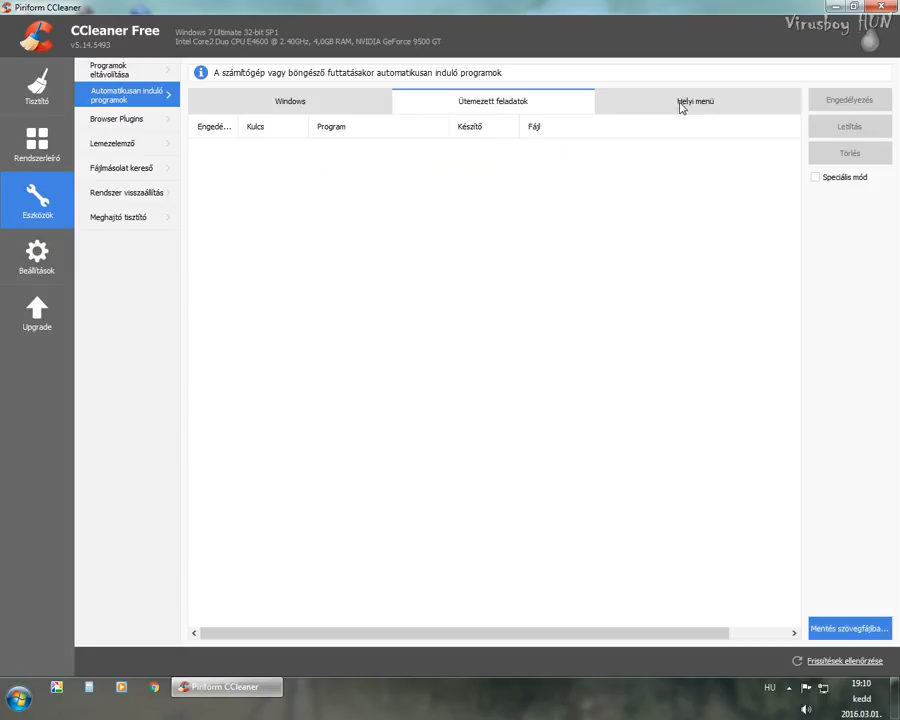 Piriform CCleaner
Virusboy HUN
CCleaner Free
v5.14.5493
Windows 7 Ultimate 32-bit SP1
Intel Core2 Duo CPU E4600 @ 2.40GHz, 4,0GB RAM, NVIDIA GeForce 9500 GT
Tisztító
Rendszerleíró
Eszközök
Beállítások
Upgrade
Programok
eltávolítása
Automatikusan induló
programok
Browser Plugins
Lemezelemző
Fájlmásolat kereső
Rendszer visszaállítás
Meghajtó tisztító
A számítógép vagy böngésző futtatásakor automatikusan induló programok
Windows
Ütemezett feladatok
Helyi menü
Engedé...
Kulcs
Program
Készítő
Fájl
Engedélyezés
Letiltás
Törlés
Speciális mód
Mentés szövegfájlba...
Frissítések ellenőrzése
Piriform CCleaner
HU
19:10
kedd
2016.03.01.